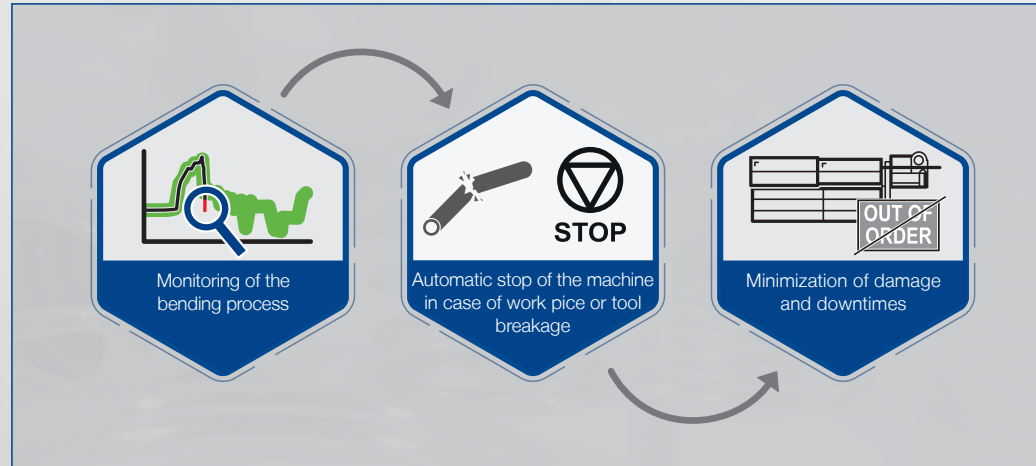 Monitoring of the
bending process
STOP
Automatic stop of the machine
in case of work pice or tool
breakage
OUT OF
ORDER
Minimization of damage
and downtimes